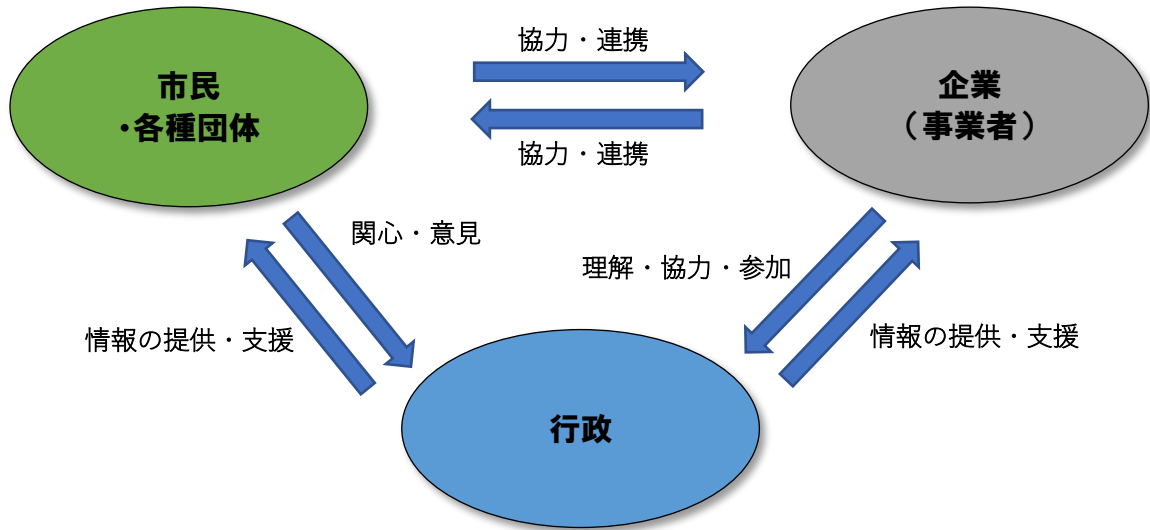 協力・連携
市民
・各種団体
企業
（事業者）
協力・連携
関心・意見
理解・協力・参加
情報の提供・支援
情報の提供・支援
行政